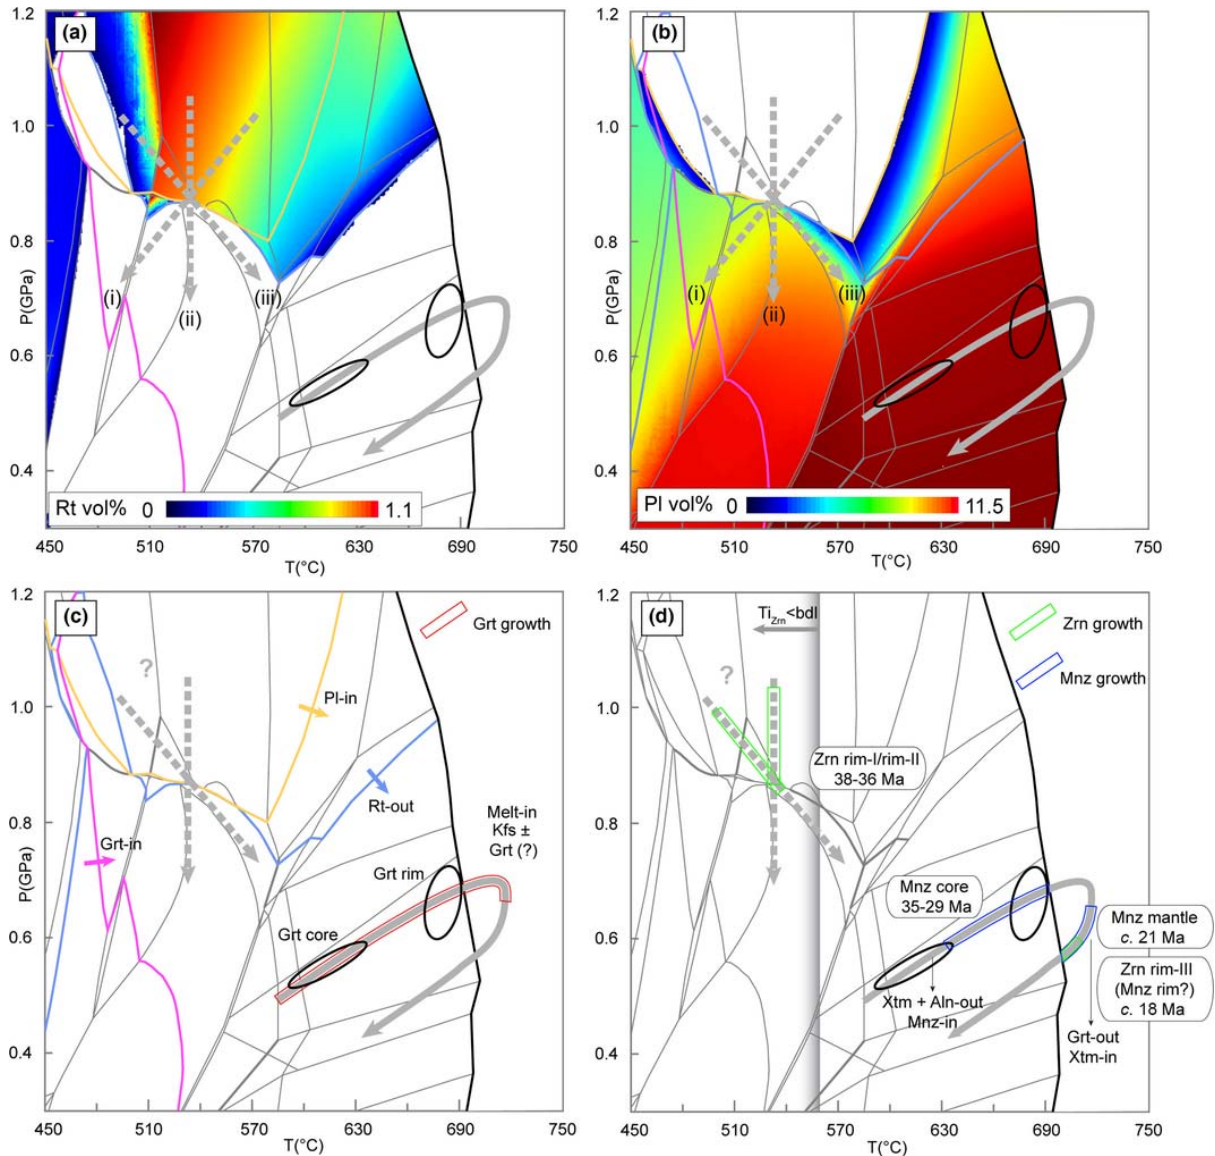 (a)
1.2
1.0
0.8
0.6
0.4
P(GPa)
(i)
(ii)
(iii)
Rt vol% 0 1.1
450 510 570 630 690 750
T(°C)
(b)
1.2
1.0
0.8
0.6
0.4
P(GPa)
(i)
(ii)
(iii)
Pl vol% 0 11.5
450 510 570 630 690 750
T(°C)
(c)
1.2
1.0
0.8
0.6
0.4
P(GPa)
Grt growth
?
Pl-in
Rt-out
Grt-in
Melt-in
Kfs ±
Grt (?)
Grt rim
Grt core
450 510 570 630 690 750
T(°C)
(d)
1.2
1.0
0.8
0.6
0.4
P(GPa)
TiZrn<bdl
Zrn growth
Mnz growth
?
Zrn rim-I/rim-II
38-36 Ma
Mnz core
35-29 Ma
Mnz mantle
c. 21 Ma
Zrn rim-III
(Mnz rim?)
c. 18 Ma
Xtm + Aln-out
Mnz-in
Grt-out
Xtm-in
450 510 570 630 690 750
T(°C)